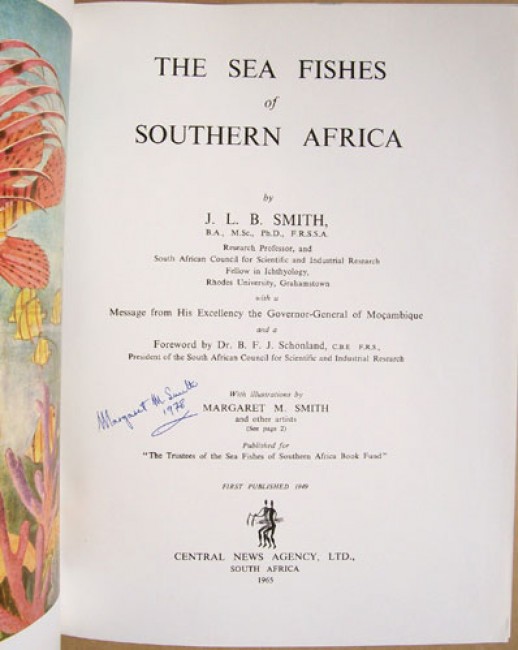 THE SEA FISHES
of
SOUTHERN AFRICA
by
J. L. B. SMITH,
B.A., M.Sc., Ph.D., F.R.S.S.A.
Research Professor, and
South African Council for Scientific and Industrial Research
Fellow in Ichthyology,
Rhodes University, Grahamstown
with a
Message from His Excellency the Governor-General of Moçambique
and a
Foreword by Dr. B. F. J. Schonland, C.B.E. F.R.S.,
President of the South African Council for Scientific and Industrial Research
With illustrations by
MARGARET M. SMITH
and other artists
(See page 2)
Margaret M. Smith
1978
Published for
"The Trustees of the Sea Fishes of Southern Africa Book Fund"
FIRST PUBLISHED 1949
CENTRAL NEWS AGENCY, LTD.,
SOUTH AFRICA
1965